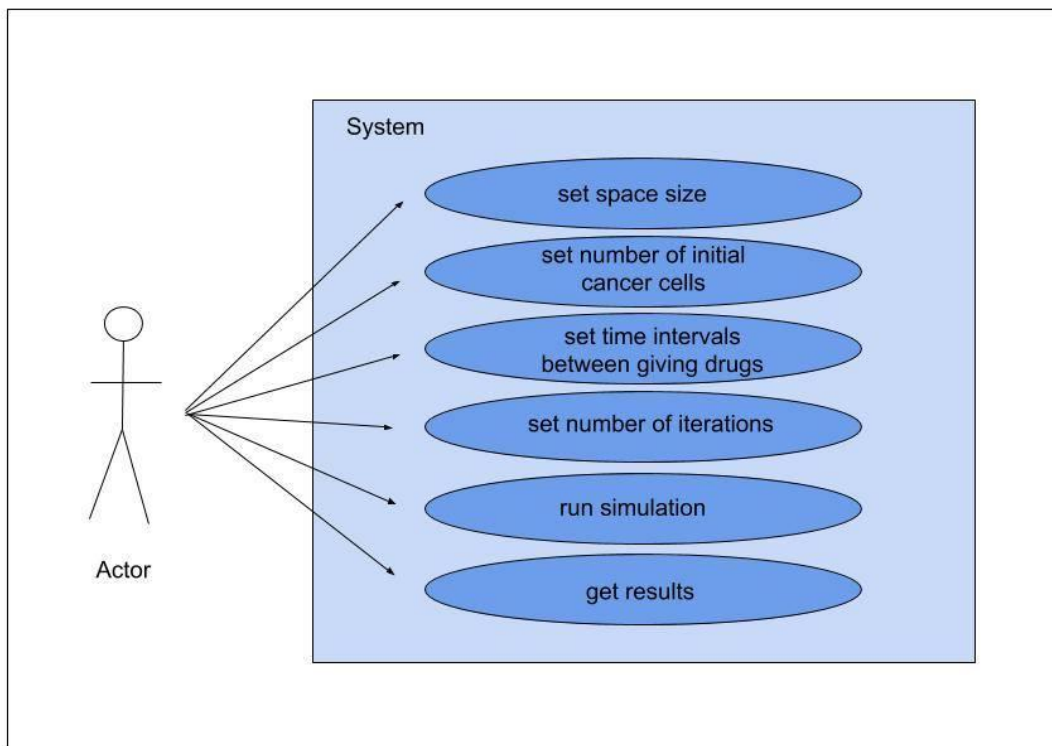 System
set space size
set number of initial
cancer cells
set time intervals
between giving drugs
set number of iterations
run simulation
get results
Actor